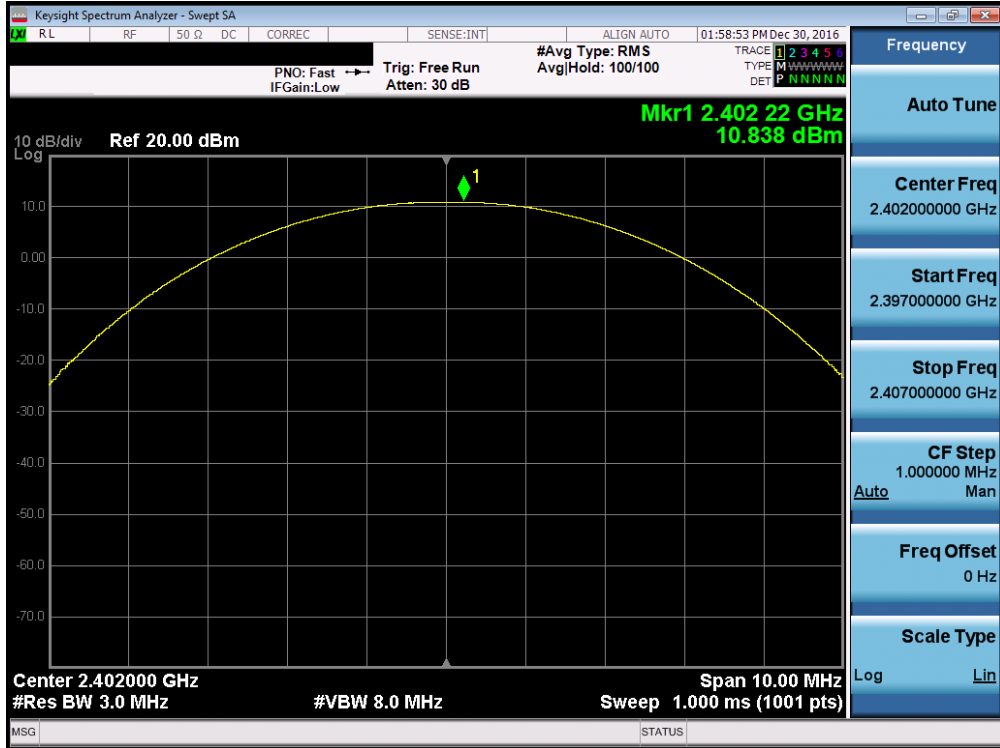 Keysight Spectrum Analyzer - Swept SA
LXI RL RF 50 Ω DC CORREC SENSE:INT ALIGN AUTO 01:58:53 PM Dec 30, 2016
PNO: Fast
IFGain:Low
Trig: Free Run
Atten: 30 dB
#Avg Type: RMS
Avg|Hold: 100/100
TRACE 1 2 3 4 5 6
TYPE M WWWWW
DET P N N N N N
Mkr1 2.402 22 GHz
10.838 dBm
10 dB/div Ref 20.00 dBm
Log
1
10.0
0.00
-10.0
-20.0
-30.0
-40.0
-50.0
-60.0
-70.0
Center 2.402000 GHz Span 10.00 MHz
#Res BW 3.0 MHz #VBW 8.0 MHz Sweep 1.000 ms (1001 pts)
MSG STATUS
Frequency
Auto Tune
Center Freq
2.402000000 GHz
Start Freq
2.397000000 GHz
Stop Freq
2.407000000 GHz
CF Step
1.000000 MHz
Auto Man
Freq Offset
0 Hz
Scale Type
Log Lin